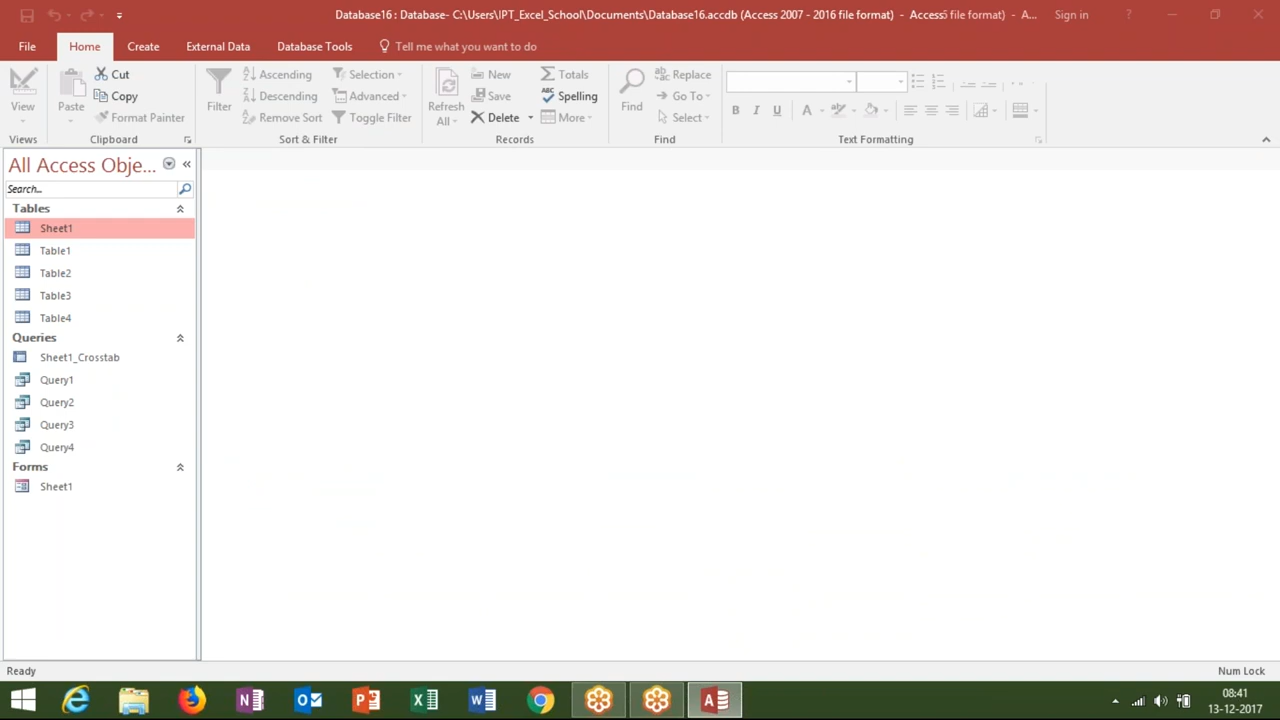 Database16 : Database- C:\Users\IPT_Excel_School\Documents\Database16.accdb (Access 2007 - 2016 file format) - Access
file format) - A...
Sign in
?
File
Home
Create
External Data
Database Tools
Tell me what you want to do
View
Views
Paste
Cut
Copy
Format Painter
Clipboard
Filter
Ascending
Descending
Remove Sort
Selection
Advanced
Toggle Filter
Sort & Filter
Refresh
All
New
Save
Delete
Totals
Spelling
More
Records
Find
Replace
Go To
Select
Find
B I U A
Text Formatting
All Access Obje...
Search...
Tables
Sheet1
Table1
Table2
Table3
Table4
Queries
Sheet1_Crosstab
Query1
Query2
Query3
Query4
Forms
Sheet1
Ready
Num Lock
08:41
13-12-2017